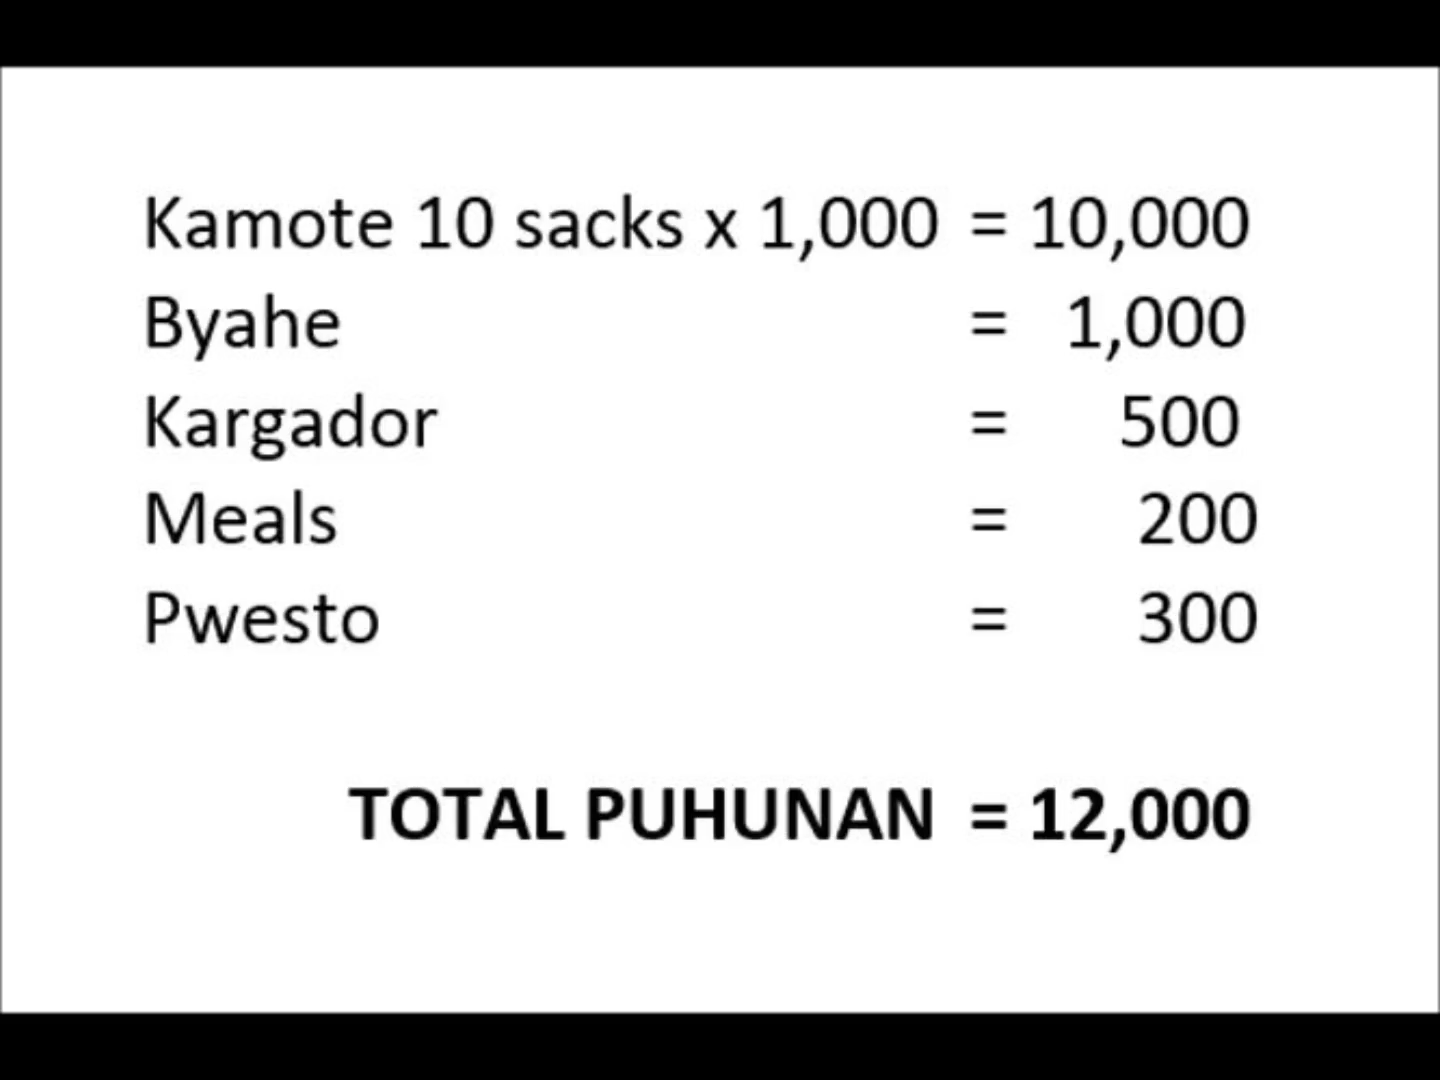 Kamote 10 sacks x 1,000 = 10,000
Byahe = 1,000
Kargador = 500
Meals = 200
Pwesto = 300
TOTAL PUHUNAN = 12,000